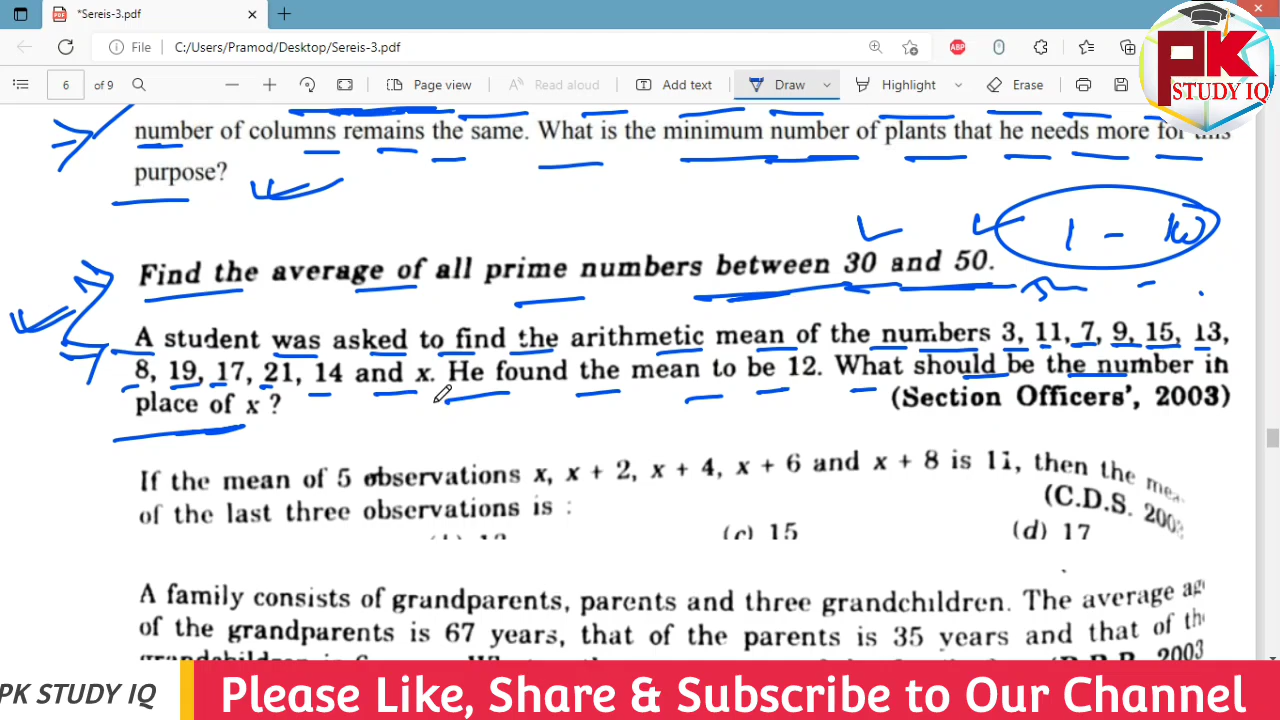 *Sereis-3.pdf
File C:/Users/Pramod/Desktop/Sereis-3.pdf
ABP
6 of 9 Page view Read aloud Add text Draw Highlight Erase
PK
STUDY IQ
number of columns remains the same. What is the minimum number of plants that he needs more for this
purpose?
1 - 10
Find the average of all prime numbers between 30 and 50.
A student was asked to find the arithmetic mean of the numbers 3, 11, 7, 9, 15, 13,
8, 19, 17, 21, 14 and x. He found the mean to be 12. What should be the number in
place of x ?
(Section Officers', 2003)
If the mean of 5 observations x, x + 2, x + 4, x + 6 and x + 8 is 11, then the
of the last three observations is :
(C.D.S.
(c) 15 (d) 17
A family consists of grandparents, parents and three grandchildren. The average
of the grandparents is 67 years, that of the parents is 35 years and that of
2003
PK STUDY IQ
Please Like, Share & Subscribe to Our Channel